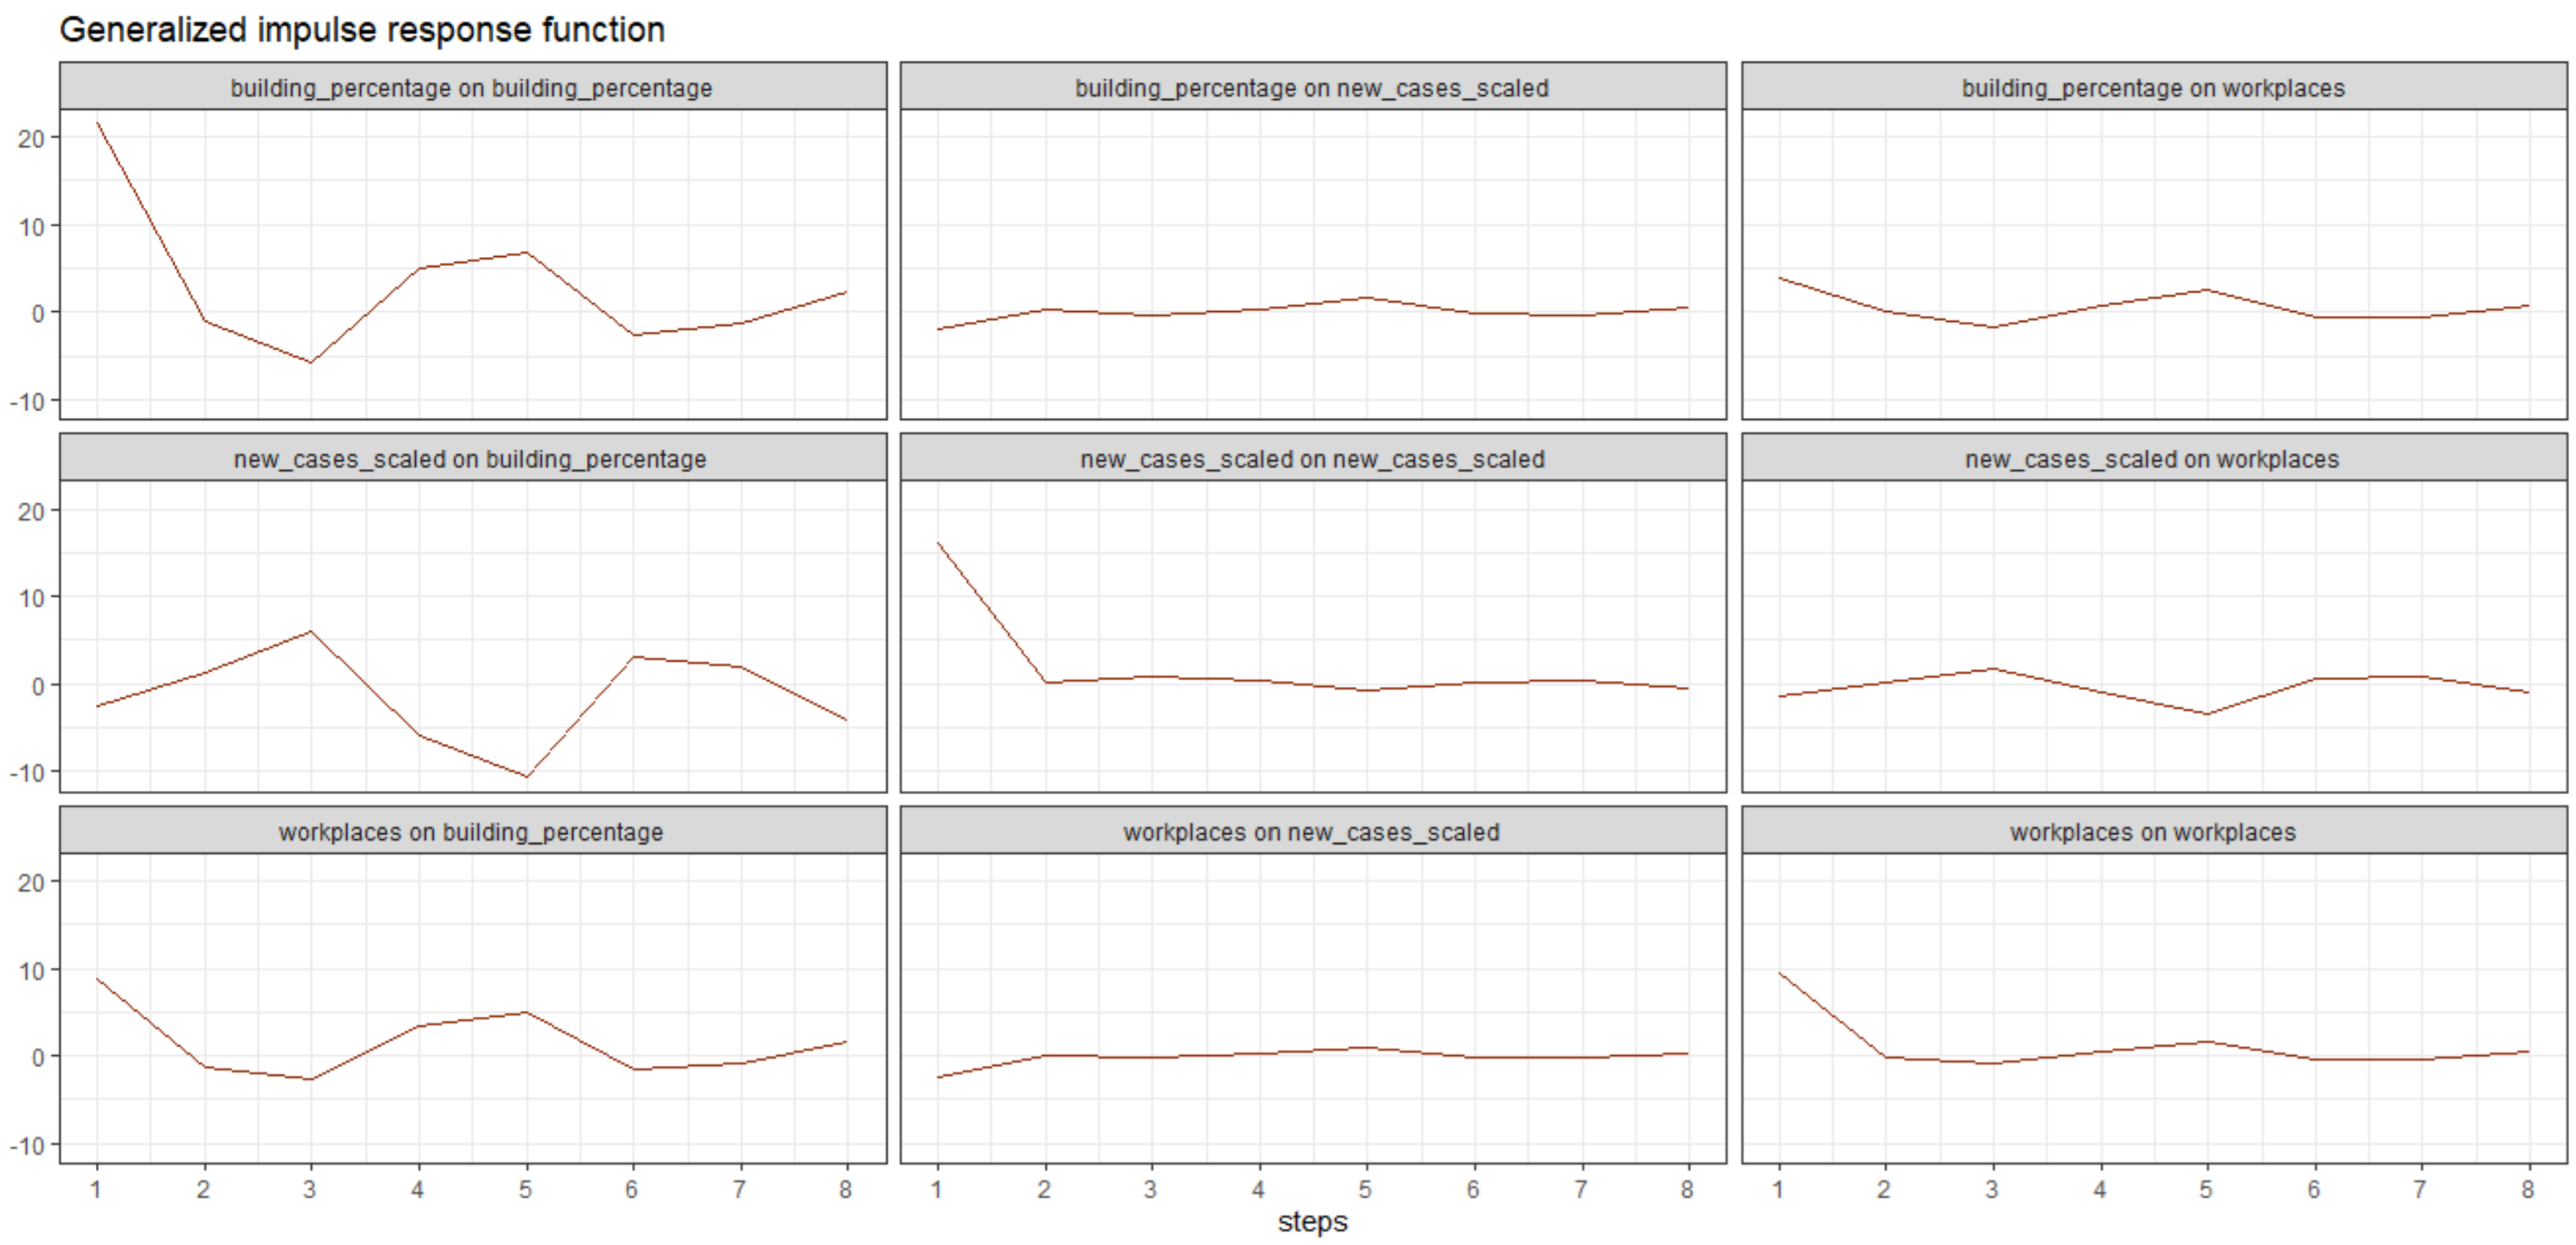 Generalized impulse response function
building_percentage on building_percentage
building_percentage on new_cases_scaled
building_percentage on workplaces
20
10
0
-10
new_cases_scaled on building_percentage
new_cases_scaled on new_cases_scaled
new_cases_scaled on workplaces
20
10
0
-10
workplaces on building_percentage
workplaces on new_cases_scaled
workplaces on workplaces
20
10
0
-10
1 2 3 4 5 6 7 8
1 2 3 4 5 6 7 8
1 2 3 4 5 6 7 8
steps